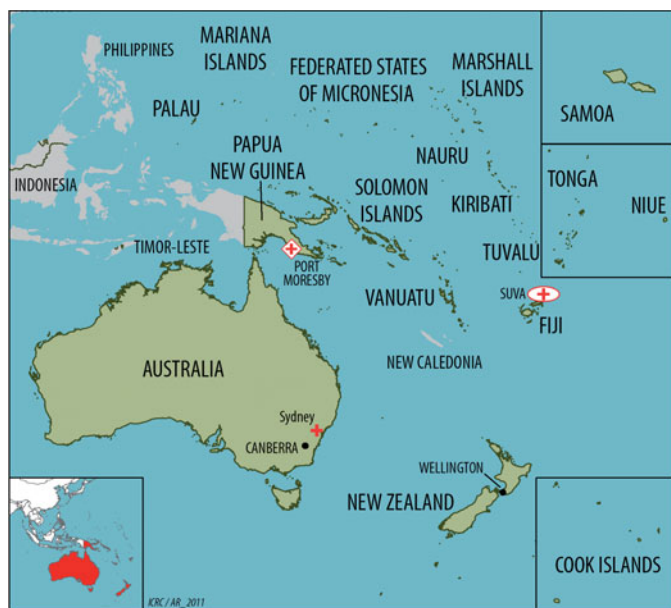 PHILIPPINES
MARIANA
ISLANDS
FEDERATED STATES
OF MICRONESIA
MARSHALL
ISLANDS
PALAU
SAMOA
PAPUA
NEW GUINEA
NAURU
SOLOMON
ISLANDS
KIRIBATI
TONGA
NIUE
INDONESIA
TIMOR-LESTE
PORT
MORESBY
TUVALU
VANUATU
SUVA
FIJI
NEW CALEDONIA
AUSTRALIA
Sydney
CANBERRA
WELLINGTON
NEW ZEALAND
COOK ISLANDS
ICRC / AR_2011